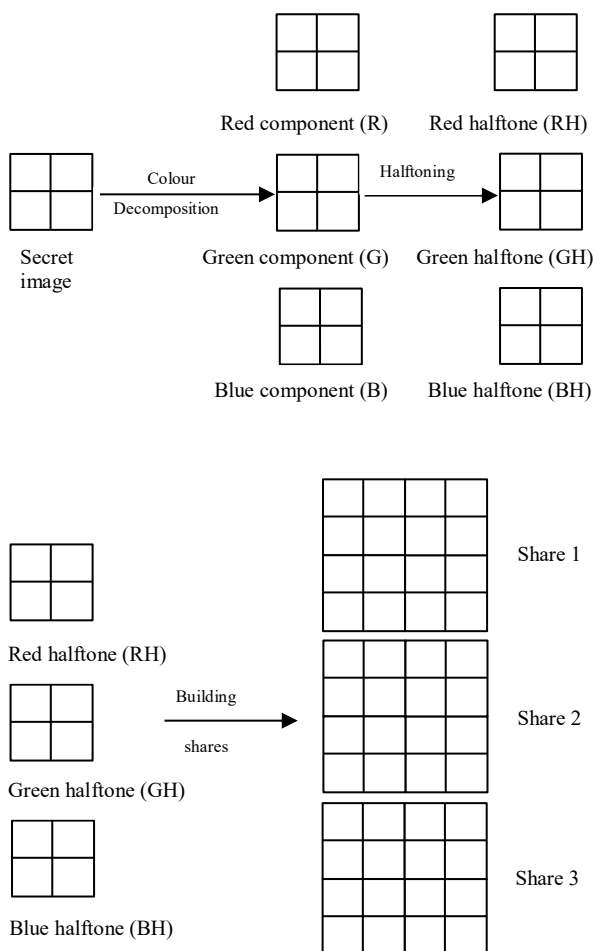 Red component (R)
Red halftone (RH)
Colour
Decomposition
Halftoning
Secret
image
Green component (G)
Green halftone (GH)
Blue component (B)
Blue halftone (BH)
Share 1
Red halftone (RH)
Building
shares
Share 2
Green halftone (GH)
Share 3
Blue halftone (BH)